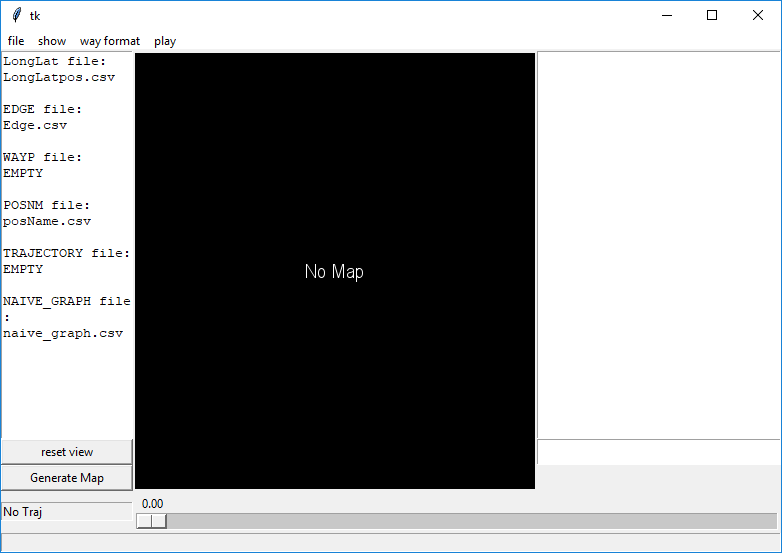 tk
file show way format play
LongLat file:
LongLatpos.csv
EDGE file:
Edge.csv
WAYP file:
EMPTY
POSNM file:
posName.csv
TRAJECTORY file:
EMPTY
NAIVE_GRAPH file
:
naive_graph.csv
No Map
reset view
Generate Map
0.00
No Traj